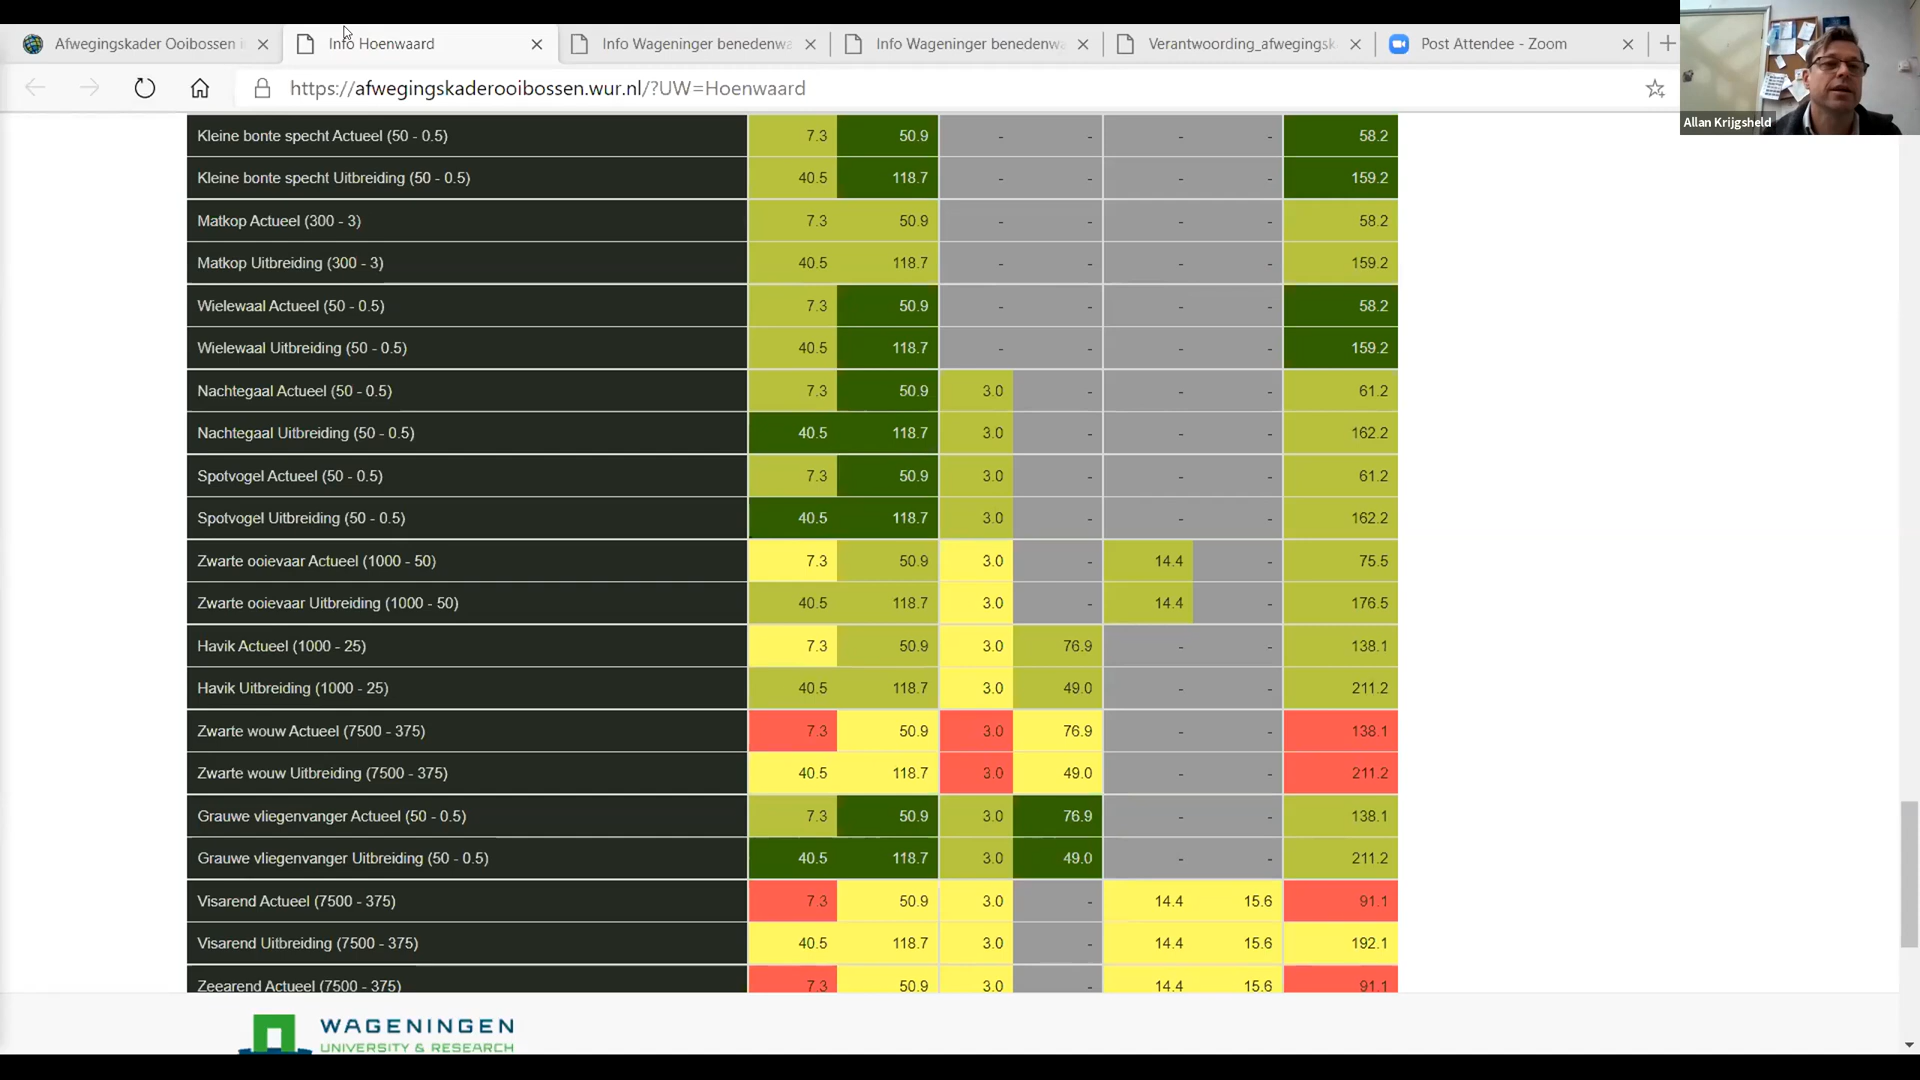 Afwegingskader Ooibossen i
Info Hoenwaard
Info Wageninger benedenwa
Info Wageninger benedenwa
Verantwoording_afwegingsk
Post Attendee - Zoom
https://afwegingskaderooibossen.wur.nl/?UW=Hoenwaard
Allan Krijgsheld
Kleine bonte specht Actueel (50 - 0.5) 7.3 50.9 - - - - 58.2
Kleine bonte specht Uitbreiding (50 - 0.5) 40.5 118.7 - - - - 159.2
Matkop Actueel (300 - 3) 7.3 50.9 - - - - 58.2
Matkop Uitbreiding (300 - 3) 40.5 118.7 - - - - 159.2
Wielewaal Actueel (50 - 0.5) 7.3 50.9 - - - - 58.2
Wielewaal Uitbreiding (50 - 0.5) 40.5 118.7 - - - - 159.2
Nachtegaal Actueel (50 - 0.5) 7.3 50.9 3.0 - - - 61.2
Nachtegaal Uitbreiding (50 - 0.5) 40.5 118.7 3.0 - - - 162.2
Spotvogel Actueel (50 - 0.5) 7.3 50.9 3.0 - - - 61.2
Spotvogel Uitbreiding (50 - 0.5) 40.5 118.7 3.0 - - - 162.2
Zwarte ooievaar Actueel (1000 - 50) 7.3 50.9 3.0 - 14.4 - 75.5
Zwarte ooievaar Uitbreiding (1000 - 50) 40.5 118.7 3.0 - 14.4 - 176.5
Havik Actueel (1000 - 25) 7.3 50.9 3.0 76.9 - - 138.1
Havik Uitbreiding (1000 - 25) 40.5 118.7 3.0 49.0 - - 211.2
Zwarte wouw Actueel (7500 - 375) 7.3 50.9 3.0 76.9 - - 138.1
Zwarte wouw Uitbreiding (7500 - 375) 40.5 118.7 3.0 49.0 - - 211.2
Grauwe vliegenvanger Actueel (50 - 0.5) 7.3 50.9 3.0 76.9 - - 138.1
Grauwe vliegenvanger Uitbreiding (50 - 0.5) 40.5 118.7 3.0 49.0 - - 211.2
Visarend Actueel (7500 - 375) 7.3 50.9 3.0 - 14.4 15.6 91.1
Visarend Uitbreiding (7500 - 375) 40.5 118.7 3.0 - 14.4 15.6 192.1
Zeearend Actueel (7500 - 375) 7.3 50.9 3.0 - 14.4 15.6 91.1
WAGENINGEN
UNIVERSITY & RESEARCH